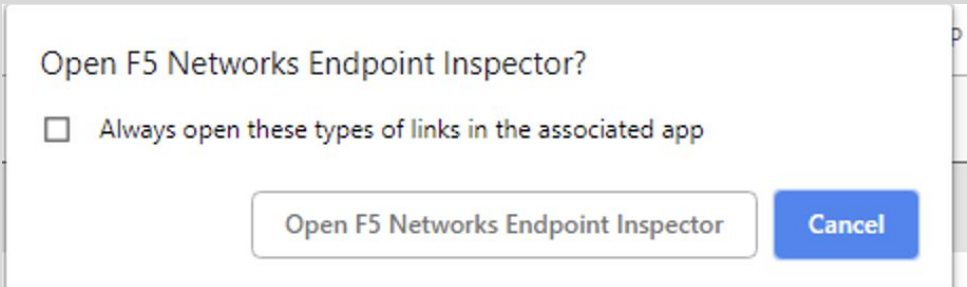 Open F5 Networks Endpoint Inspector?
Always open these types of links in the associated app
Open F5 Networks Endpoint Inspector Cancel